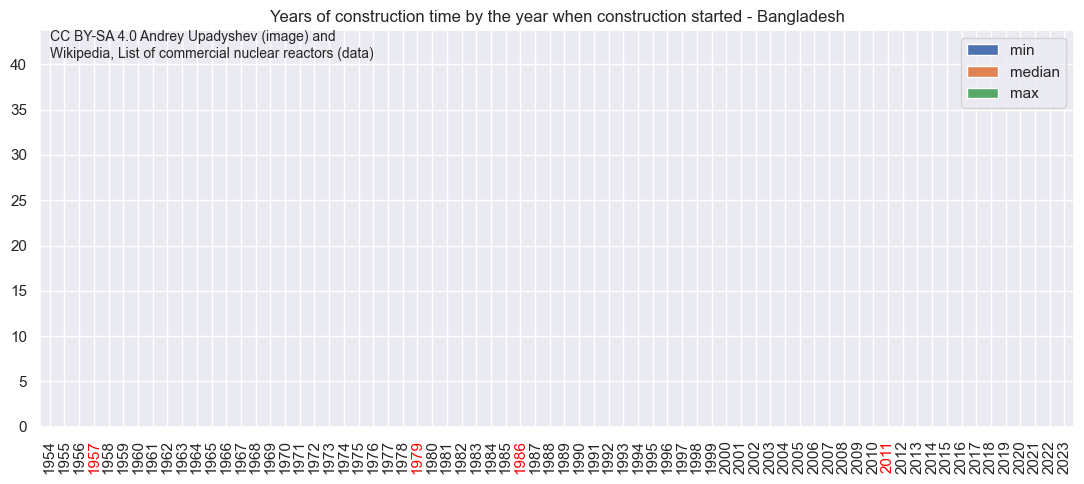 Years of construction time by the year when construction started - Bangladesh
CC BY-SA 4.0 Andrey Upadyshev (image) and
Wikipedia, List of commercial nuclear reactors (data)
min
median
max
40
35
30
25
20
15
10
5
0
1954 1955 1956 1957 1958 1959 1960 1961 1962 1963 1964 1965 1966 1967 1968 1969 1970 1971 1972 1973 1974 1975 1976 1977 1978 1979 1980 1981 1982 1983 1984 1985 1986 1987 1988 1989 1990 1991 1992 1993 1994 1995 1996 1997 1998 1999 2000 2001 2002 2003 2004 2005 2006 2007 2008 2009 2010 2011 2012 2013 2014 2015 2016 2017 2018 2019 2020 2021 2022 2023